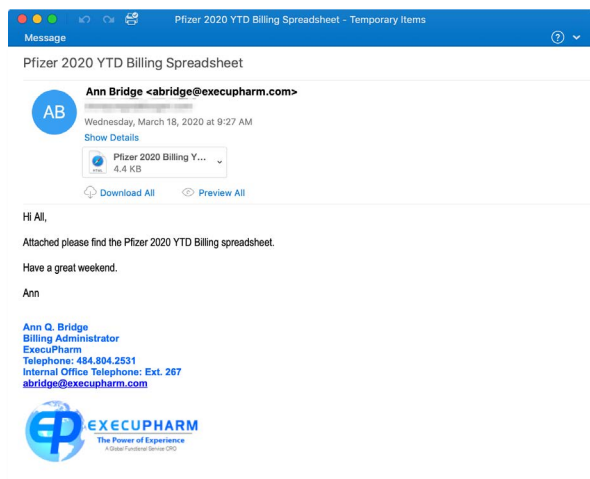 Pfizer 2020 YTD Billing Spreadsheet - Temporary Items
Message
?
Pfizer 2020 YTD Billing Spreadsheet
AB
Ann Bridge <abridge@execupharm.com>
Wednesday, March 18, 2020 at 9:27 AM
Show Details
Pfizer 2020 Billing Y...
HTML
4.4 KB
Download All
Preview All
Hi All,
Attached please find the Pfizer 2020 YTD Billing spreadsheet.
Have a great weekend.
Ann
Ann Q. Bridge
Billing Administrator
ExecuPharm
Telephone: 484.804.2531
Internal Office Telephone: Ext. 267
abridge@execupharm.com
EP
EXECUPHARM
The Power of Experience
A Global Functional Service CRO